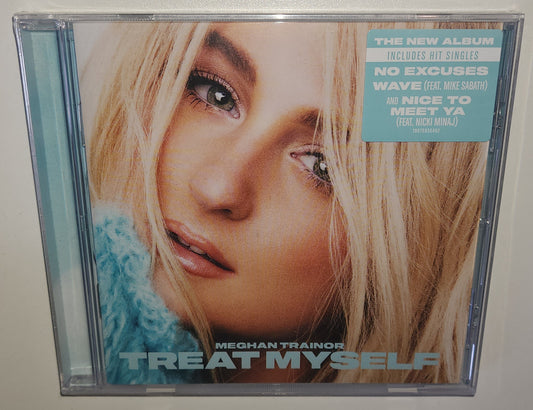 THE NEW ALBUM
INCLUDES HIT SINGLES
NO EXCUSES
WAVE (FEAT. MIKE SABATH)
AND NICE TO
MEET YA
(FEAT. NICKI MINAJ)
MEGHAN TRAINOR
TREAT MYSELF